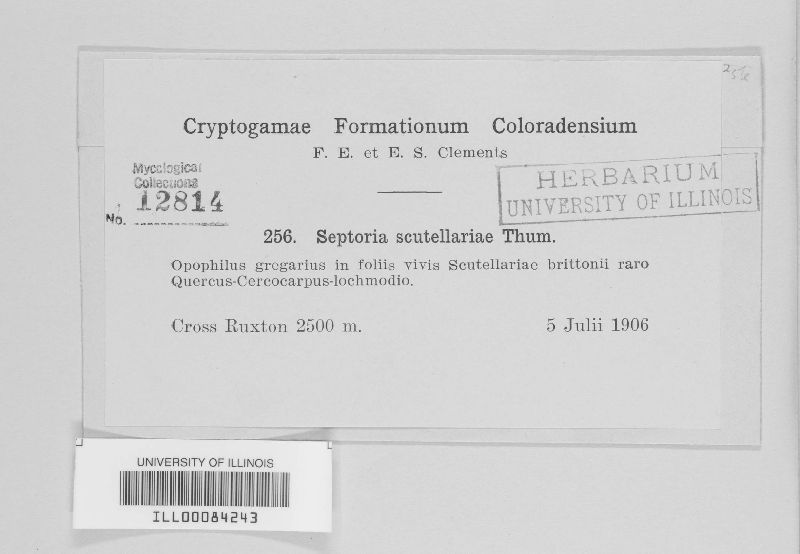 Cryptogamae Formationum Coloradensium
F. E. et E. S. Clements
Mycological
Collections
No. 12814
HERBARIUM
UNIVERSITY OF ILLINOIS
256. Septoria scutellariae Thum.
Opophilus gregarius in foliis vivis Scutellariae brittonii raro
Quercus-Cercocarpus-lochmodio.
Cross Ruxton 2500 m. 5 Julii 1906
UNIVERSITY OF ILLINOIS
ILL00084243